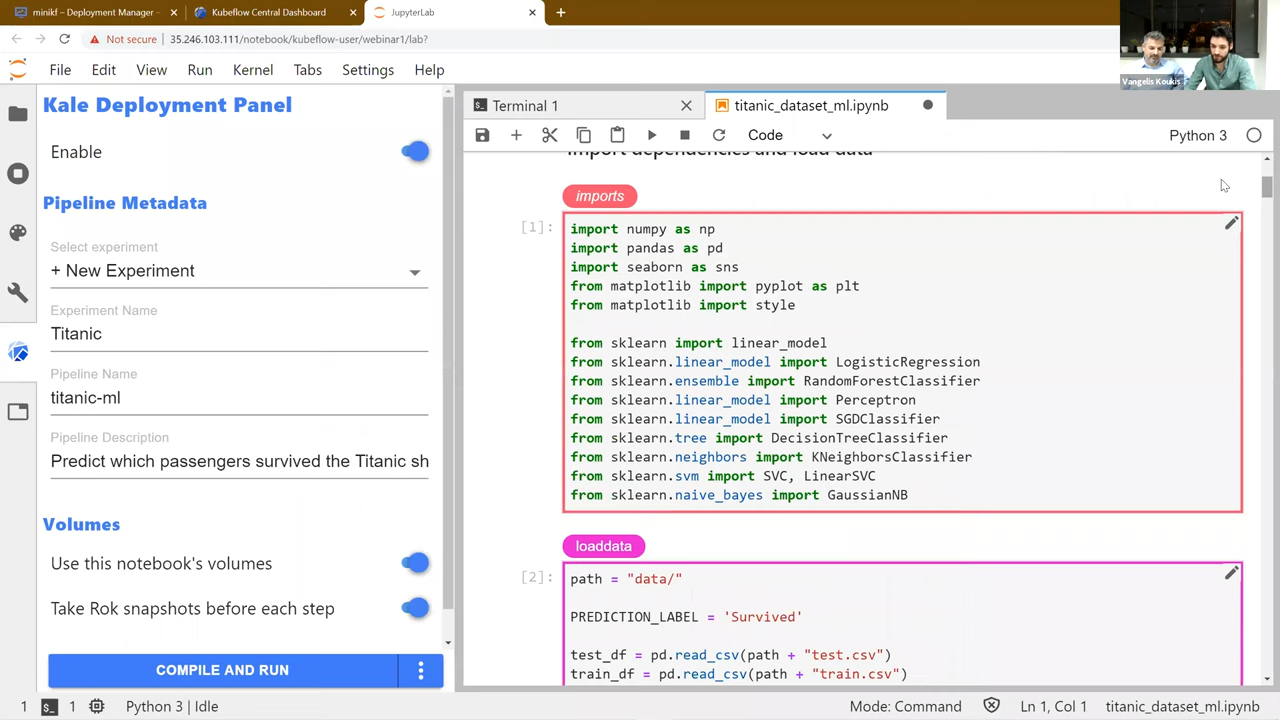 minikf – Deployment Manager -
Kubeflow Central Dashboard
JupyterLab
Not secure
35.246.103.111/notebook/kubeflow-user/webinar1/lab?
Vangelis Koukis
File Edit View Run Kernel Tabs Settings Help
Kale Deployment Panel
Enable
Pipeline Metadata
Select experiment
+ New Experiment
Experiment Name
Titanic
Pipeline Name
titanic-ml
Pipeline Description
Predict which passengers survived the Titanic sh
Volumes
Use this notebook's volumes
Take Rok snapshots before each step
COMPILE AND RUN
Terminal 1
titanic_dataset_ml.ipynb
Code
Python 3
Import dependencies and load data
imports
[1]:
import numpy as np
import pandas as pd
import seaborn as sns
from matplotlib import pyplot as plt
from matplotlib import style
from sklearn import linear_model
from sklearn.linear_model import LogisticRegression
from sklearn.ensemble import RandomForestClassifier
from sklearn.linear_model import Perceptron
from sklearn.linear_model import SGDClassifier
from sklearn.tree import DecisionTreeClassifier
from sklearn.neighbors import KNeighborsClassifier
from sklearn.svm import SVC, LinearSVC
from sklearn.naive_bayes import GaussianNB
loaddata
[2]:
path = "data/"
PREDICTION_LABEL = 'Survived'
test_df = pd.read_csv(path + "test.csv")
train_df = pd.read_csv(path + "train.csv")
1 1 Python 3 | Idle
Mode: Command Ln 1, Col 1 titanic_dataset_ml.ipynb